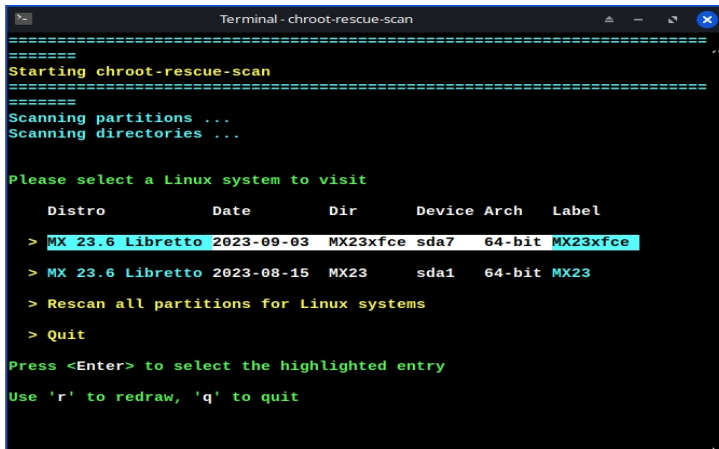 Terminal - chroot-rescue-scan
========================================================================
=======
Starting chroot-rescue-scan
========================================================================
=======
Scanning partitions ...
Scanning directories ...
Please select a Linux system to visit
Distro Date Dir Device Arch Label
> MX 23.6 Libretto 2023-09-03 MX23xfce sda7 64-bit MX23xfce
> MX 23.6 Libretto 2023-08-15 MX23 sda1 64-bit MX23
> Rescan all partitions for Linux systems
> Quit
Press <Enter> to select the highlighted entry
Use 'r' to redraw, 'q' to quit